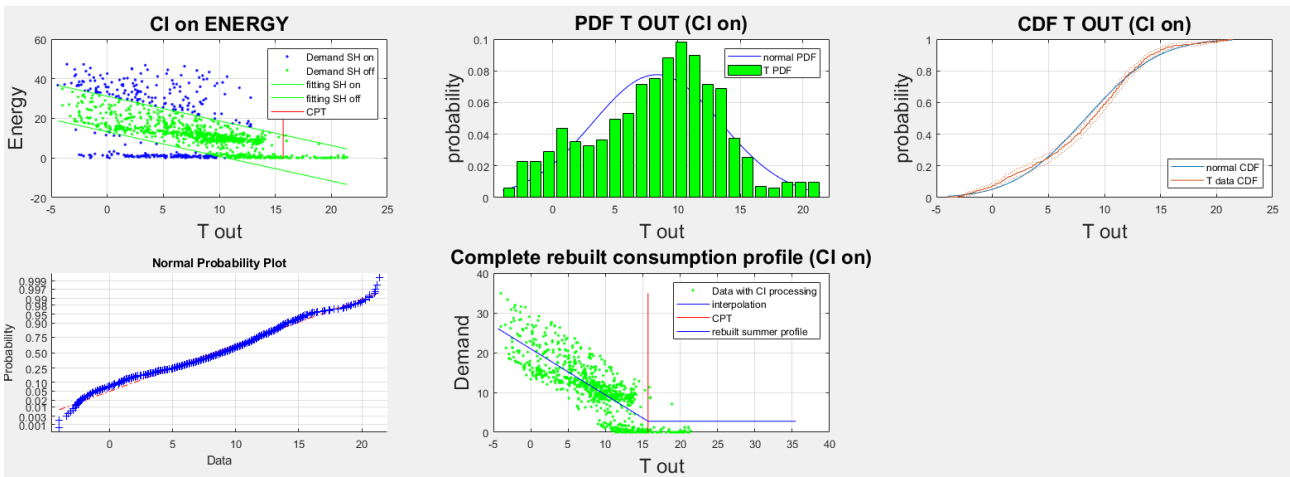 CI on ENERGY
60
40
20
0
-20
-5
0
5
10
15
20
25
Energy
T out
Demand SH on
Demand SH off
fitting SH on
fitting SH off
CPT
PDF T OUT (CI on)
0.1
0.08
0.06
0.04
0.02
0
0
5
10
15
20
probability
T out
normal PDF
T PDF
CDF T OUT (CI on)
1
0.8
0.6
0.4
0.2
0
-5
0
5
10
15
20
25
probability
T out
normal CDF
T data CDF
Normal Probability Plot
0.999
0.997
0.99
0.98
0.95
0.90
0.75
0.50
0.25
0.10
0.05
0.02
0.01
0.003
0.001
0
5
10
15
20
Probability
Data
Complete rebuilt consumption profile (CI on)
40
30
20
10
0
-5
0
5
10
15
20
25
30
35
40
Demand
T out
Data with CI processing
interpolation
CPT
rebuilt summer profile